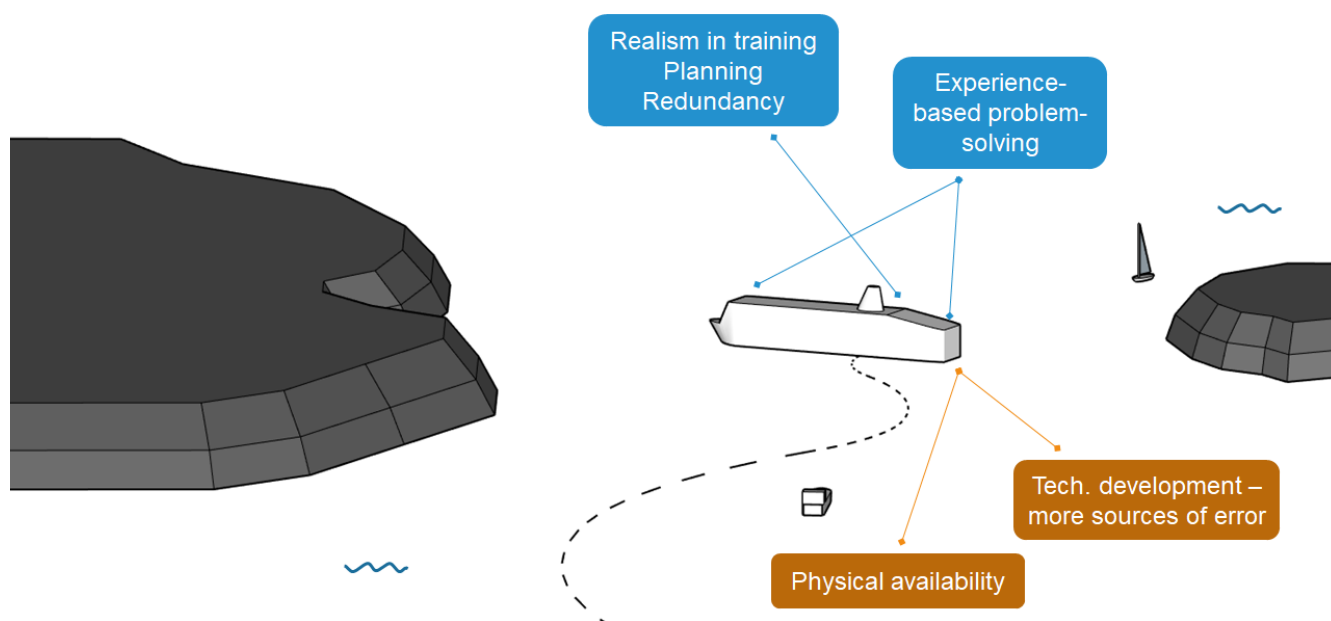 Realism in training
Planning
Redundancy
Experience-
based problem-
solving
Tech. development –
more sources of error
Physical availability